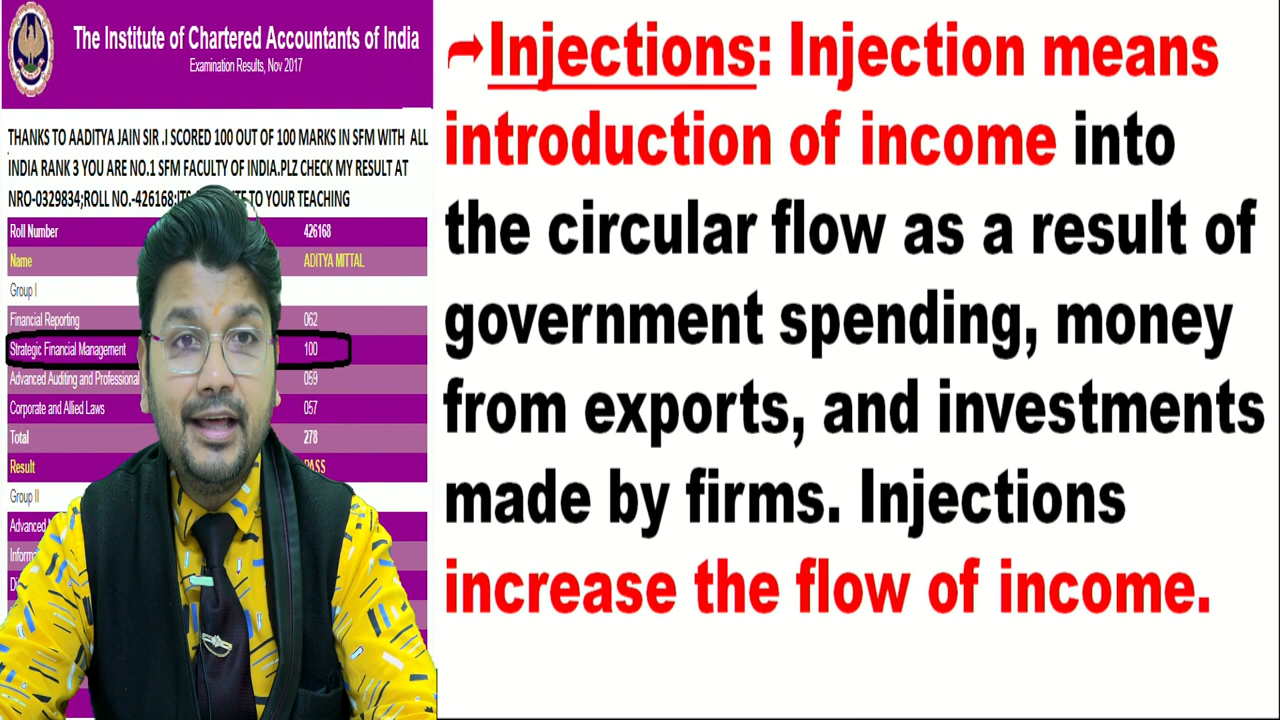 The Institute of Chartered Accountants of India
Examination Results, Nov 2017
THANKS TO AADITYA JAIN SIR .I SCORED 100 OUT OF 100 MARKS IN SFM WITH ALL
INDIA RANK 3 YOU ARE NO.1 SFM FACULTY OF INDIA.PLZ CHECK MY RESULT AT
NRO-0329834;ROLL NO.-426168; TO YOUR TEACHING
Roll Number 426168
Name ADITYA MITTAL
Group I
Financial Reporting 062
Strategic Financial Management 100
Advanced Auditing and Professional 059
Corporate and Allied Laws 057
Total 278
Result PASS
Group II
➦Injections: Injection means
introduction of income into
the circular flow as a result of
government spending, money
from exports, and investments
made by firms. Injections
increase the flow of income.